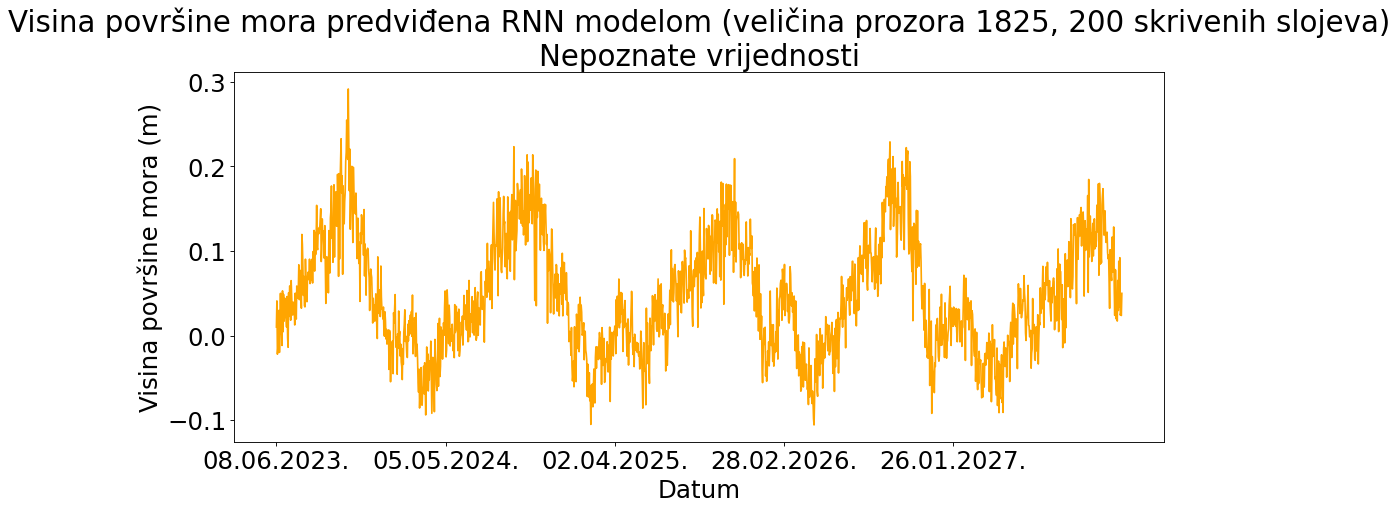 Visina površine mora predviđena RNN modelom (veličina prozora 1825, 200 skrivenih slojeva)
Nepoznate vrijednosti
Visina površine mora (m)
0.3
0.2
0.1
0.0
−0.1
08.06.2023. 05.05.2024. 02.04.2025. 28.02.2026. 26.01.2027.
Datum